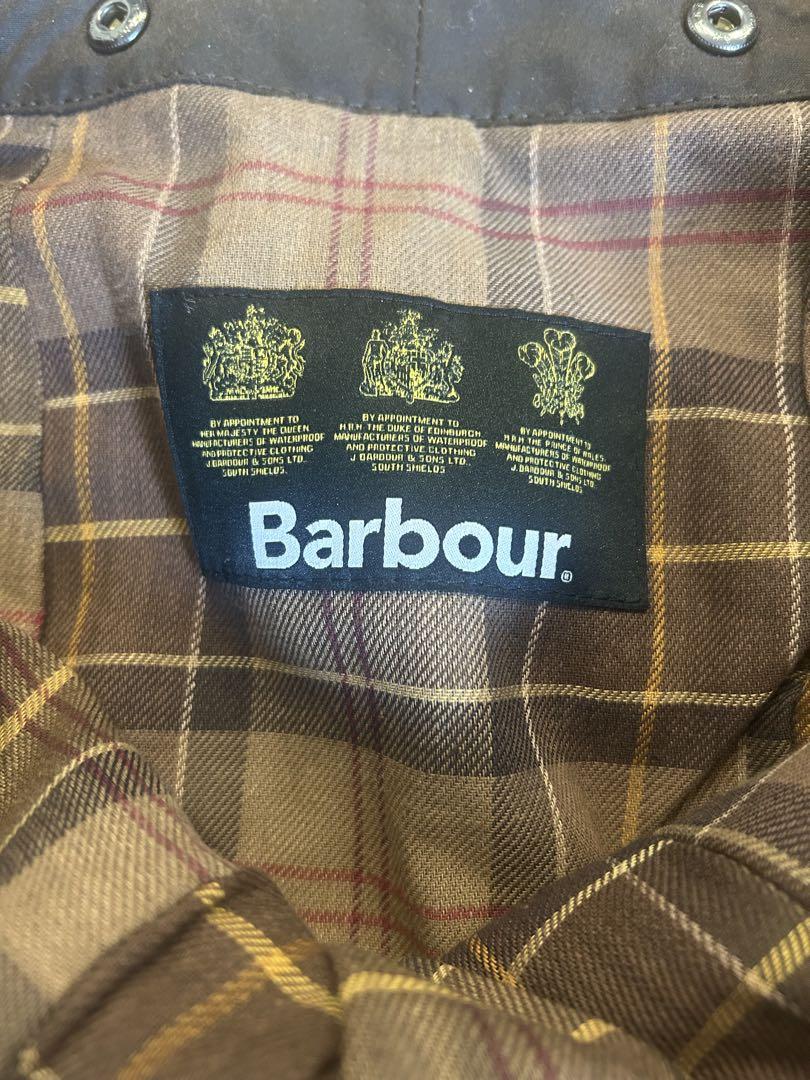 BY APPOINTMENT TO
HER MAJESTY THE QUEEN
MANUFACTURERS OF WATERPROOF
AND PROTECTIVE CLOTHING
J.BARBOUR & SONS LTD.
SOUTH SHIELDS
BY APPOINTMENT TO
H.R.H. THE DUKE OF EDINBURGH
MANUFACTURERS OF WATERPROOF
AND PROTECTIVE CLOTHING
J. BARBOUR & SONS LTD.
SOUTH SHIELDS
BY APPOINTMENT TO
H.R.H. THE PRINCE OF WALES.
MANUFACTURERS OF WATERPROOF
AND PROTECTIVE CLOTHING
J. BARBOUR & SONS LTD.
SOUTH SHIELDS
Barbour®